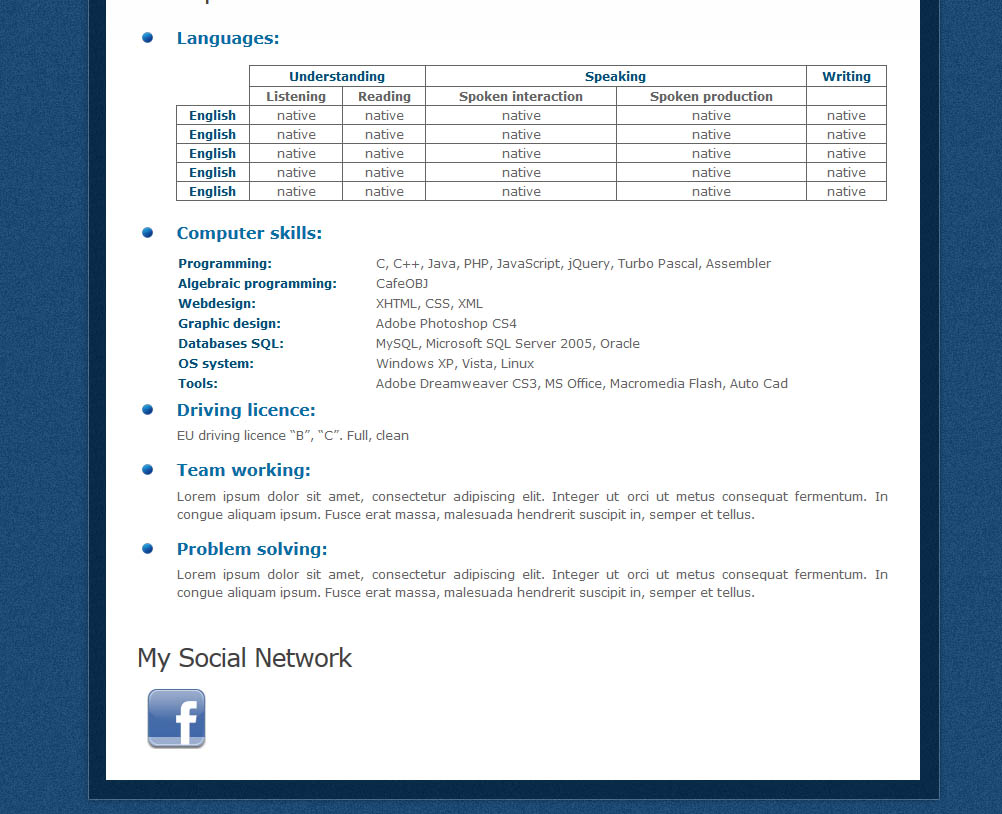 Languages:
Understanding Speaking Writing
Listening Reading Spoken interaction Spoken production
English native native native native native
English native native native native native
English native native native native native
English native native native native native
English native native native native native
Computer skills:
Programming: C, C++, Java, PHP, JavaScript, jQuery, Turbo Pascal, Assembler
Algebraic programming: CafeOBJ
Webdesign: XHTML, CSS, XML
Graphic design: Adobe Photoshop CS4
Databases SQL: MySQL, Microsoft SQL Server 2005, Oracle
OS system: Windows XP, Vista, Linux
Tools: Adobe Dreamweaver CS3, MS Office, Macromedia Flash, Auto Cad
Driving licence:
EU driving licence “B”, “C”. Full, clean
Team working:
Lorem ipsum dolor sit amet, consectetur adipiscing elit. Integer ut orci ut metus consequat fermentum. In
congue aliquam ipsum. Fusce erat massa, malesuada hendrerit suscipit in, semper et tellus.
Problem solving:
Lorem ipsum dolor sit amet, consectetur adipiscing elit. Integer ut orci ut metus consequat fermentum. In
congue aliquam ipsum. Fusce erat massa, malesuada hendrerit suscipit in, semper et tellus.
My Social Network
f